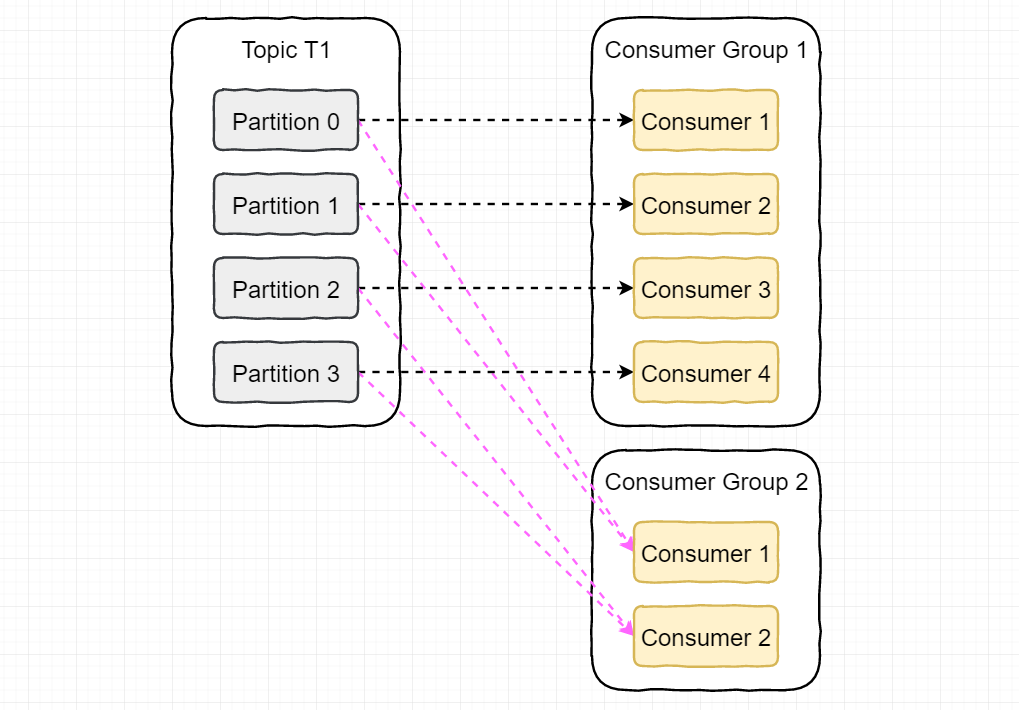 Topic T1
Partition 0
Partition 1
Partition 2
Partition 3
Consumer Group 1
Consumer 1
Consumer 2
Consumer 3
Consumer 4
Consumer Group 2
Consumer 1
Consumer 2